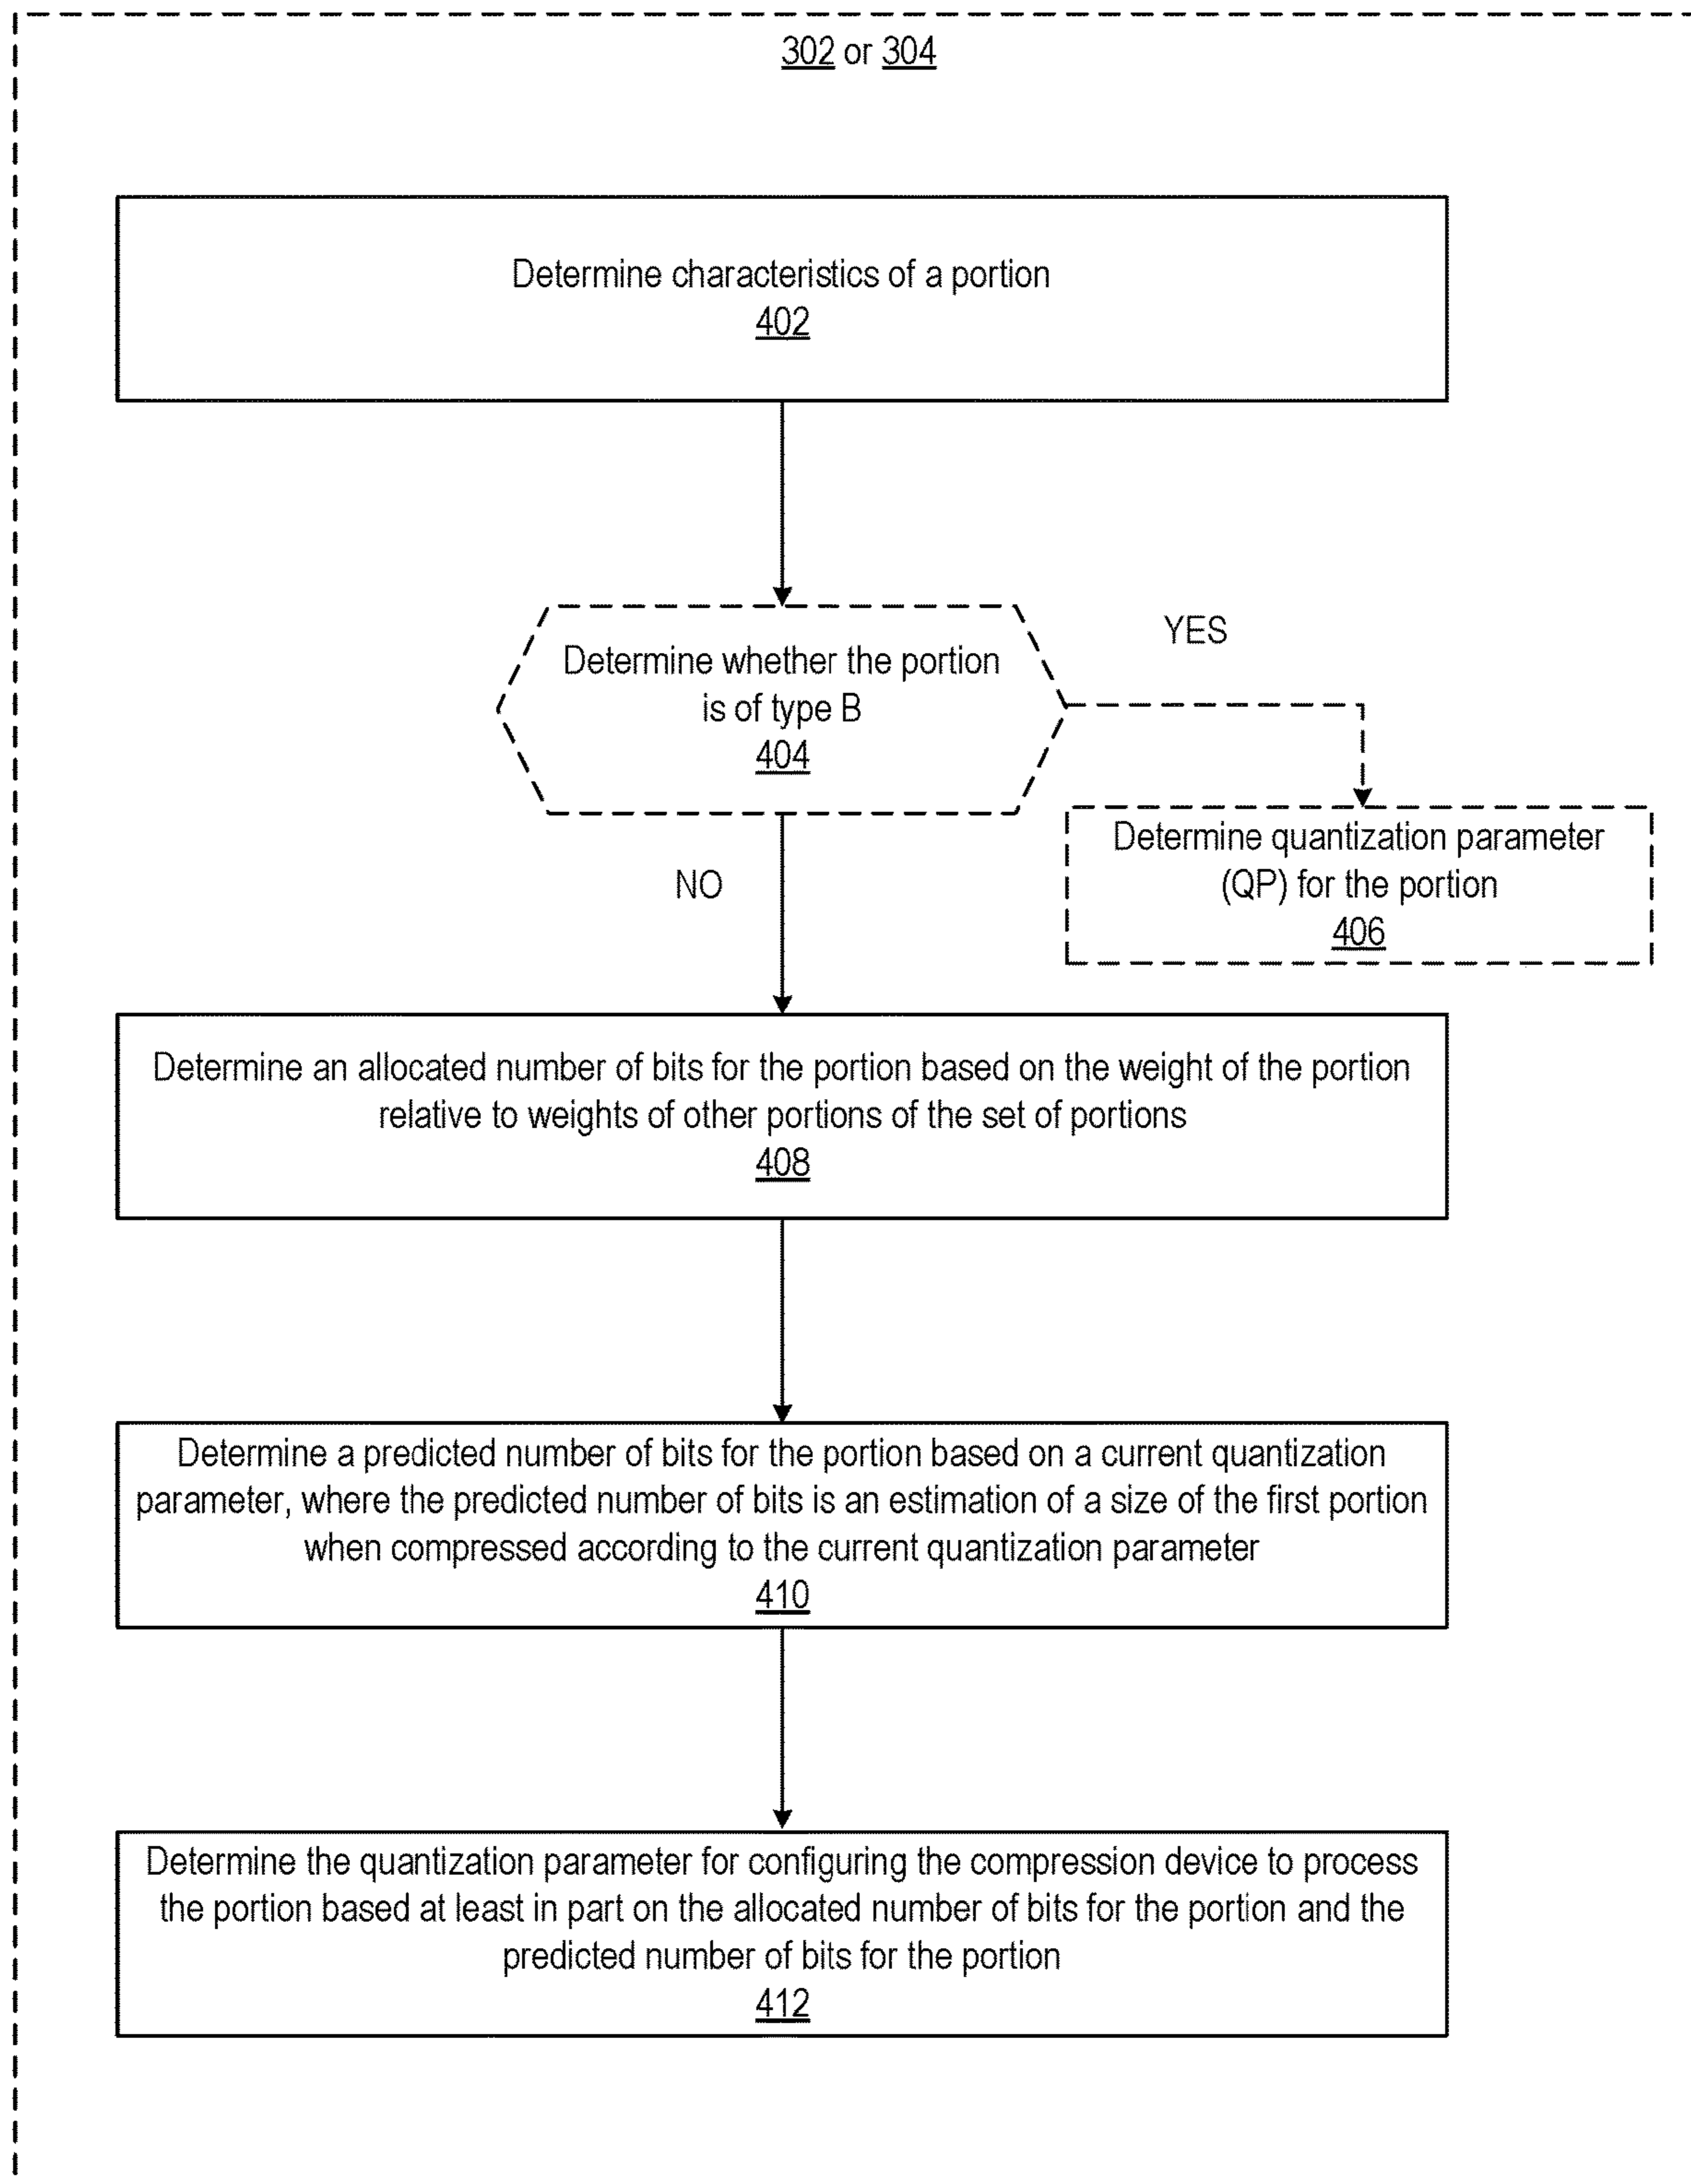 302 or 304
Determine characteristics of a portion
402
Determine whether the portion
is of type B
404
YES
NO
Determine quantization parameter
(QP) for the portion
406
Determine an allocated number of bits for the portion based on the weight of the portion
relative to weights of other portions of the set of portions
408
Determine a predicted number of bits for the portion based on a current quantization
parameter, where the predicted number of bits is an estimation of a size of the first portion
when compressed according to the current quantization parameter
410
Determine the quantization parameter for configuring the compression device to process
the portion based at least in part on the allocated number of bits for the portion and the
predicted number of bits for the portion
412